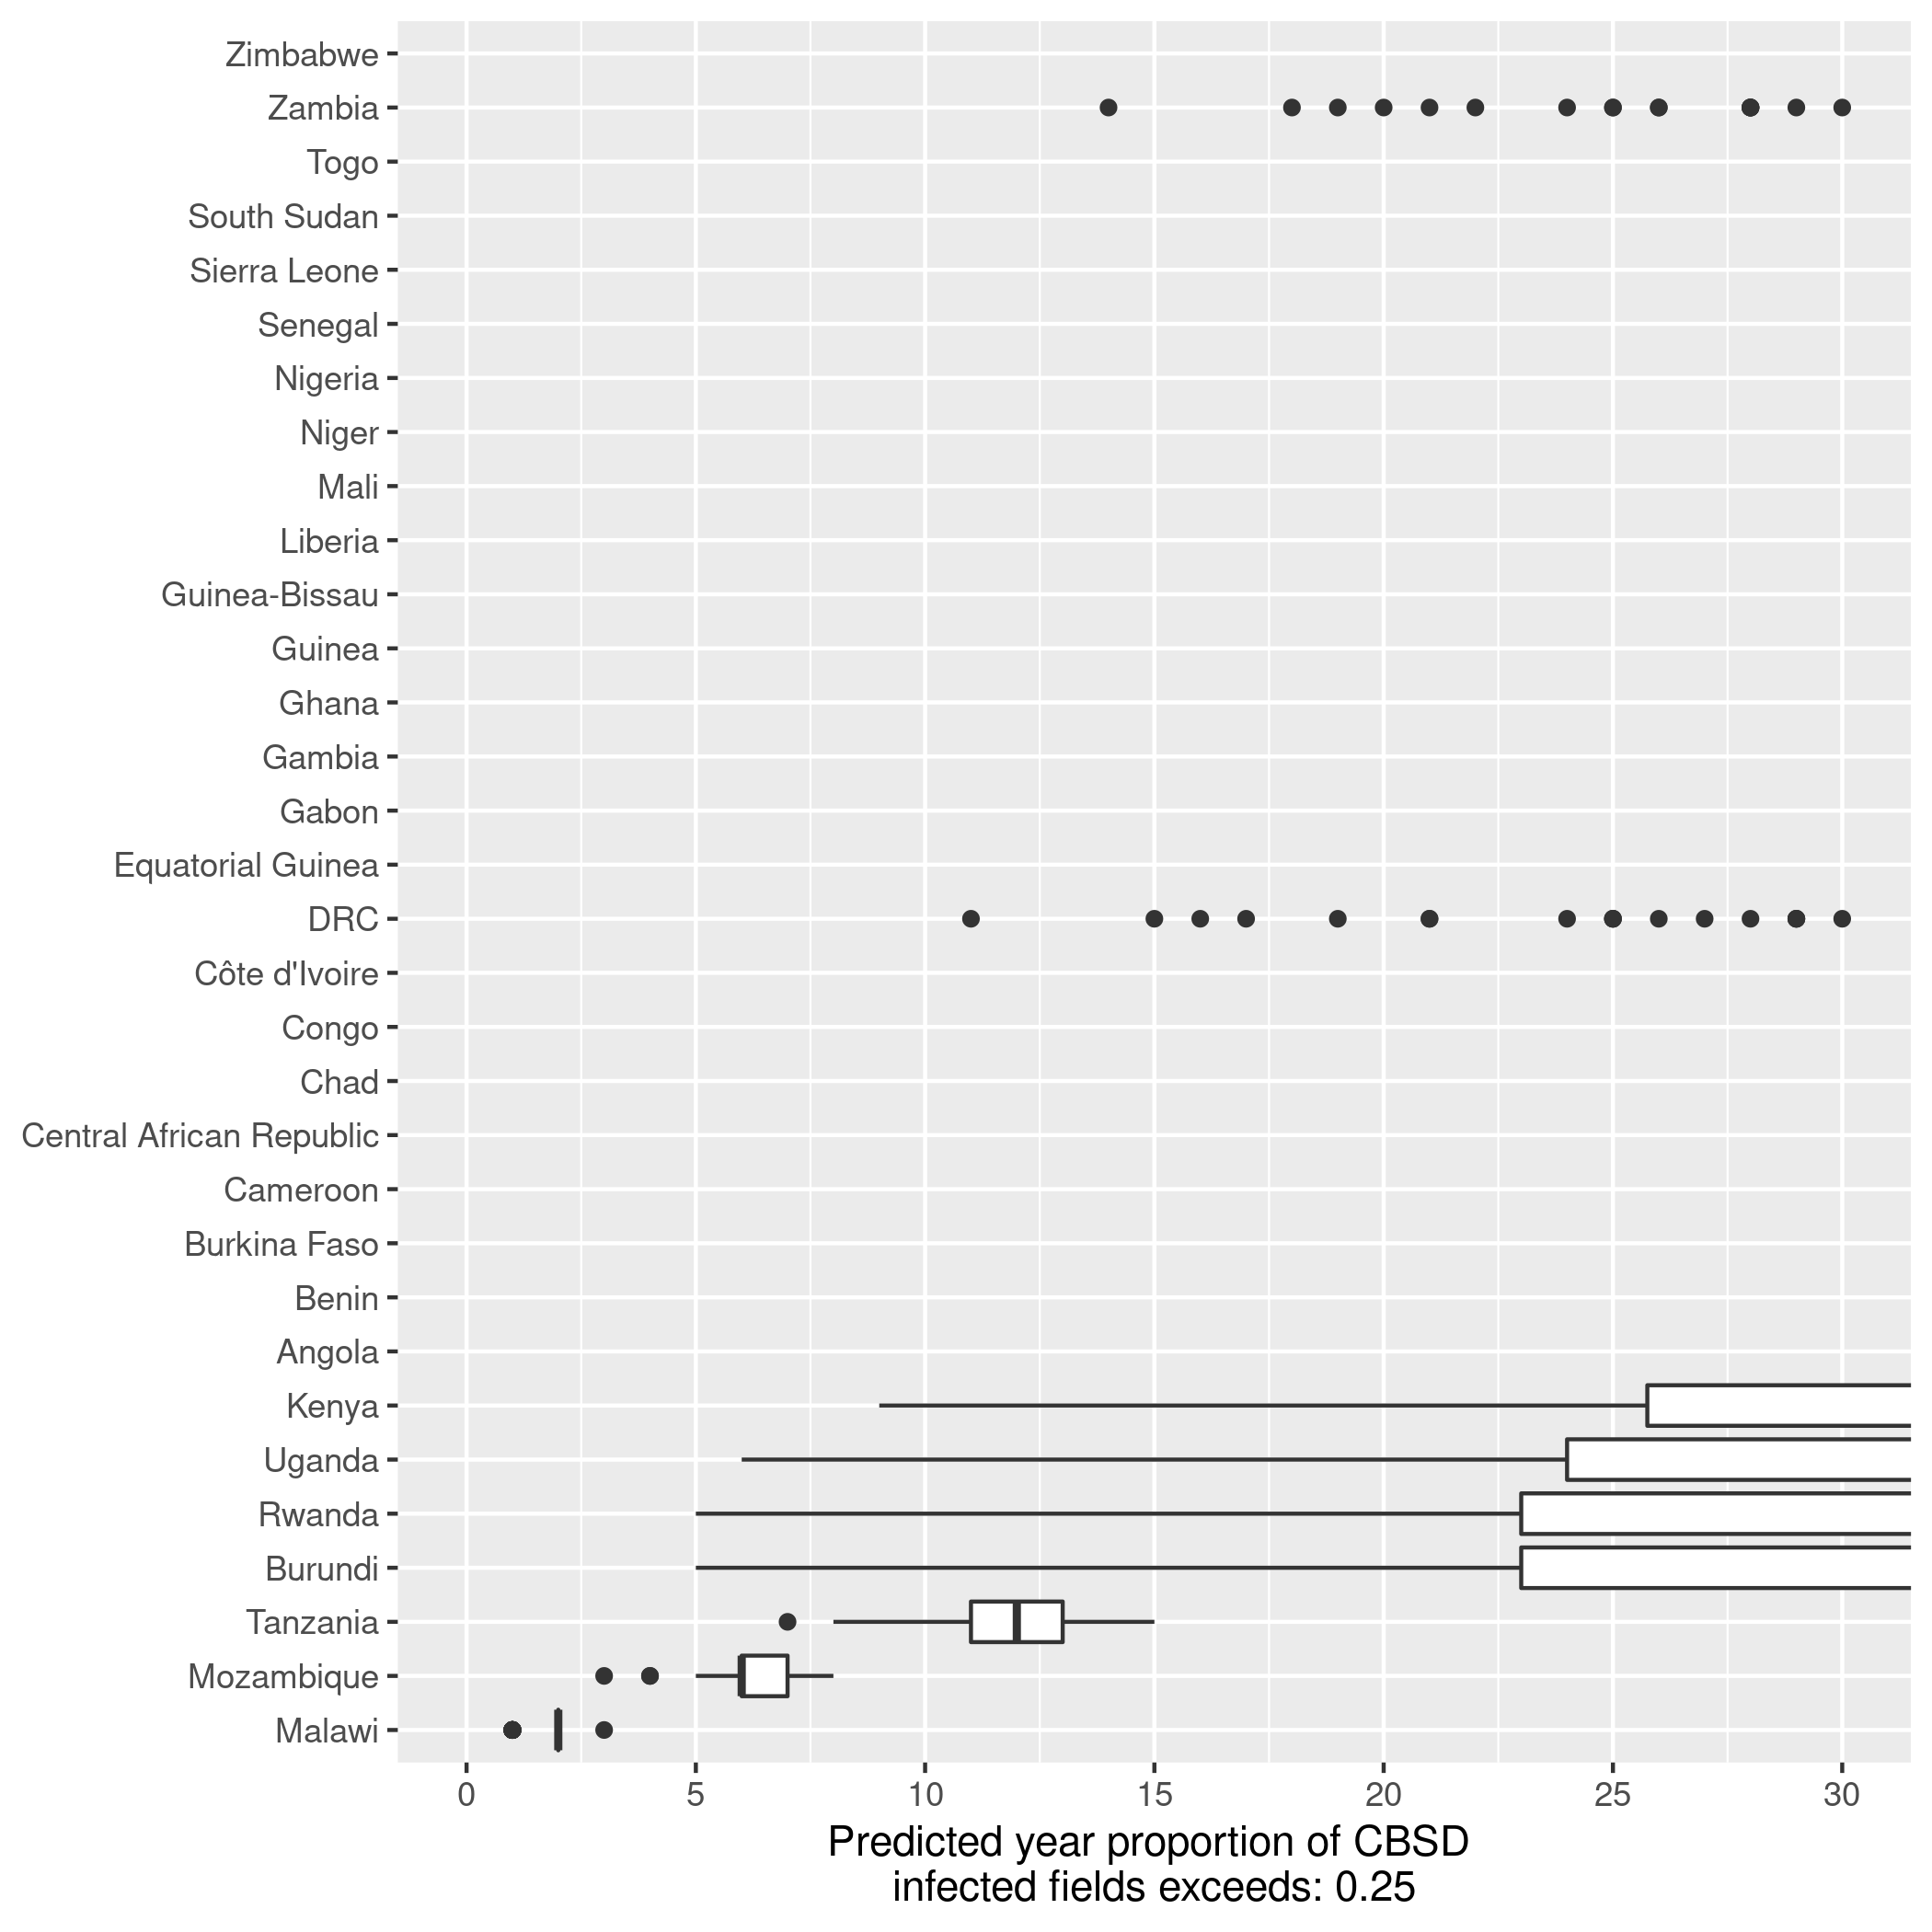 Zimbabwe
Zambia
Togo
South Sudan
Sierra Leone
Senegal
Nigeria
Niger
Mali
Liberia
Guinea-Bissau
Guinea
Ghana
Gambia
Gabon
Equatorial Guinea
DRC
Côte d'Ivoire
Congo
Chad
Central African Republic
Cameroon
Burkina Faso
Benin
Angola
Kenya
Uganda
Rwanda
Burundi
Tanzania
Mozambique
Malawi
0 5 10 15 20 25 30
Predicted year proportion of CBSD
infected fields exceeds: 0.25